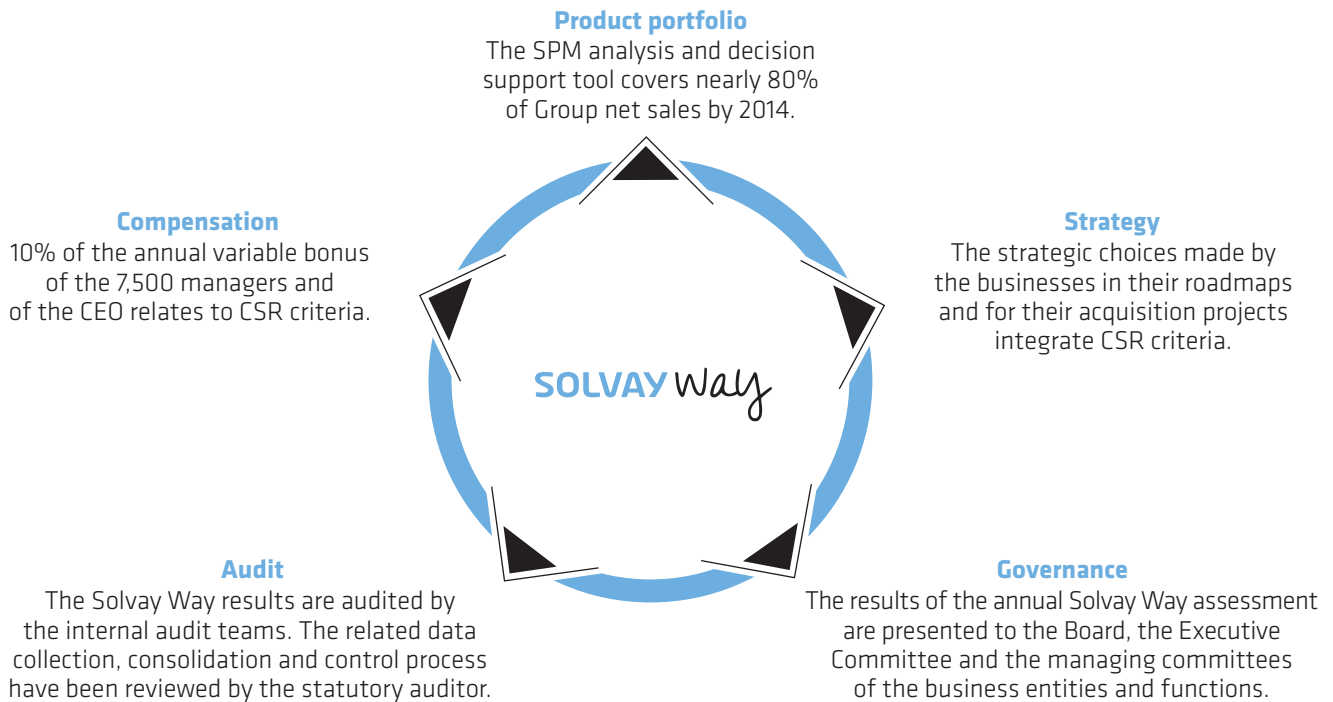 Product portfolio
The SPM analysis and decision
support tool covers nearly 80%
of Group net sales by 2014.
Compensation
10% of the annual variable bonus
of the 7,500 managers and
of the CEO relates to CSR criteria.
Strategy
The strategic choices made by
the businesses in their roadmaps
and for their acquisition projects
integrate CSR criteria.
SOLVAY way
Audit
The Solvay Way results are audited by
the internal audit teams. The related data
collection, consolidation and control process
have been reviewed by the statutory auditor.
Governance
The results of the annual Solvay Way assessment
are presented to the Board, the Executive
Committee and the managing committees
of the business entities and functions.